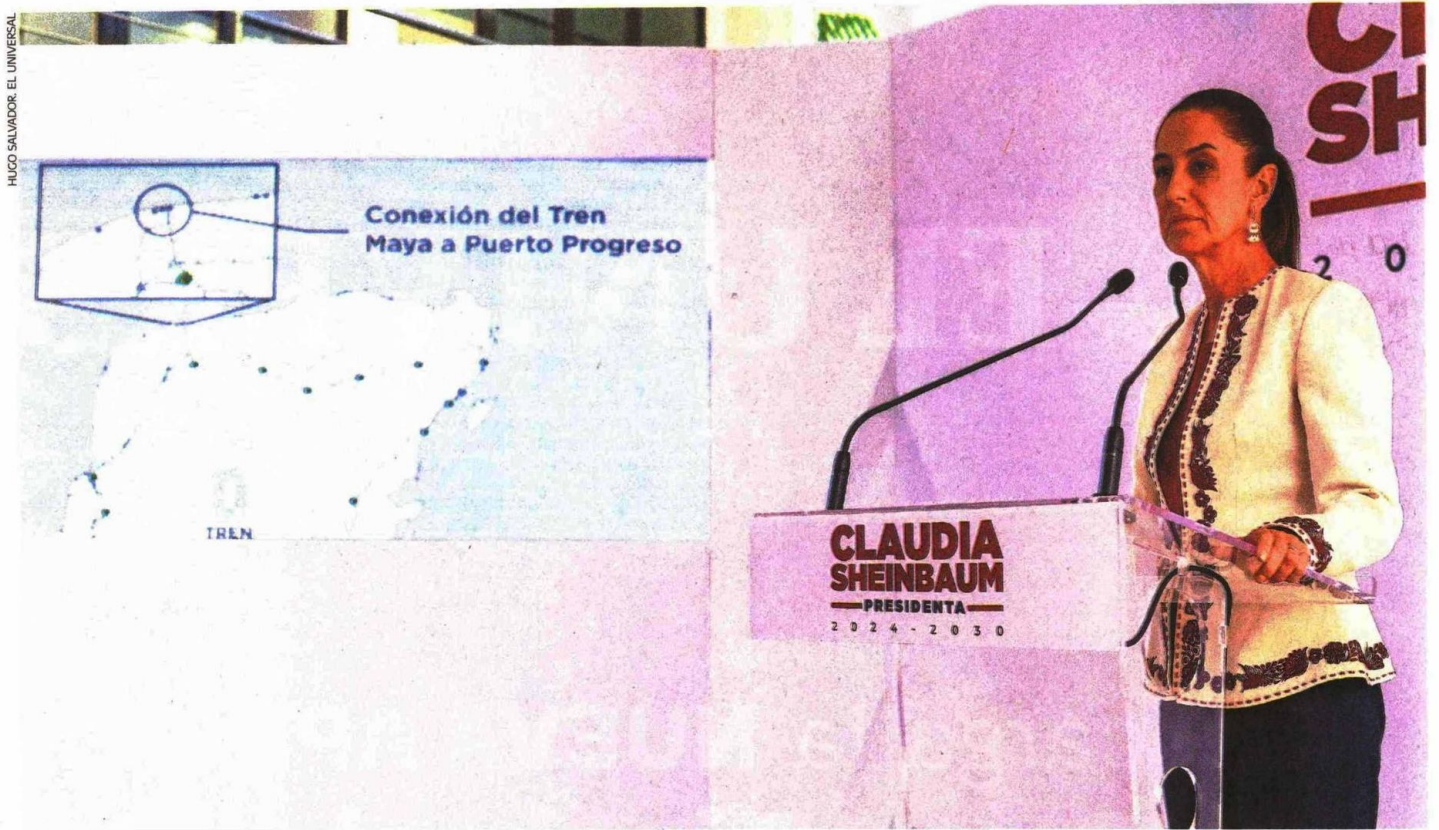 HUGO SALVADOR. EL UNIVERSAL
Conexión del Tren
Maya a Puerto Progreso
TREN
CLAUDIA
SHEINBAUM
PRESIDENTA
2024-2030
CL
SH
2 0